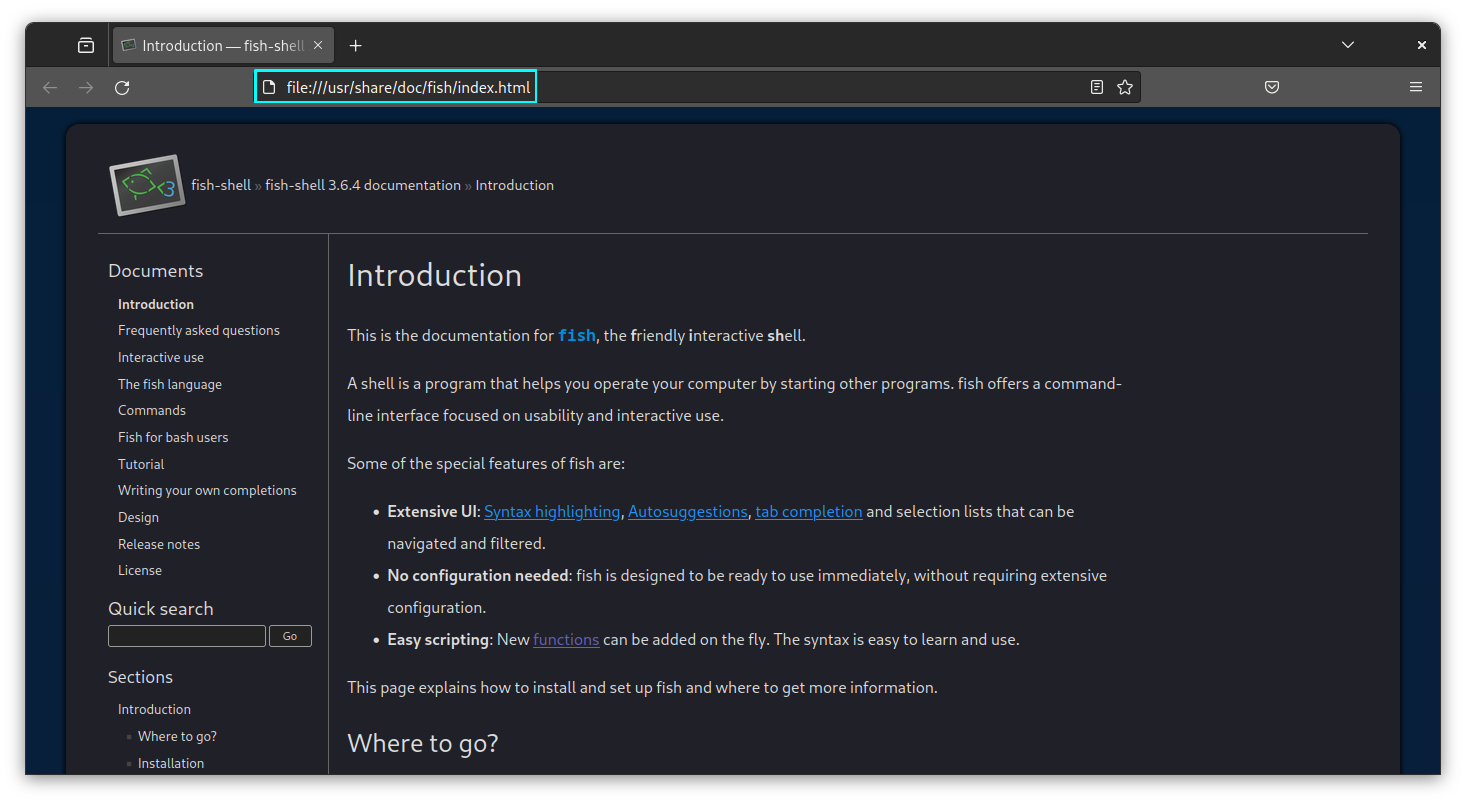 Introduction — fish-shell
file:///usr/share/doc/fish/index.html
3
fish-shell » fish-shell 3.6.4 documentation » Introduction
Documents
Introduction
Frequently asked questions
Interactive use
The fish language
Commands
Fish for bash users
Tutorial
Writing your own completions
Design
Release notes
License
Quick search
Go
Sections
Introduction
Where to go?
Installation
Introduction
This is the documentation for fish, the friendly interactive shell.
A shell is a program that helps you operate your computer by starting other programs. fish offers a command-
line interface focused on usability and interactive use.
Some of the special features of fish are:
• Extensive UI: Syntax highlighting, Autosuggestions, tab completion and selection lists that can be
navigated and filtered.
• No configuration needed: fish is designed to be ready to use immediately, without requiring extensive
configuration.
• Easy scripting: New functions can be added on the fly. The syntax is easy to learn and use.
This page explains how to install and set up fish and where to get more information.
Where to go?